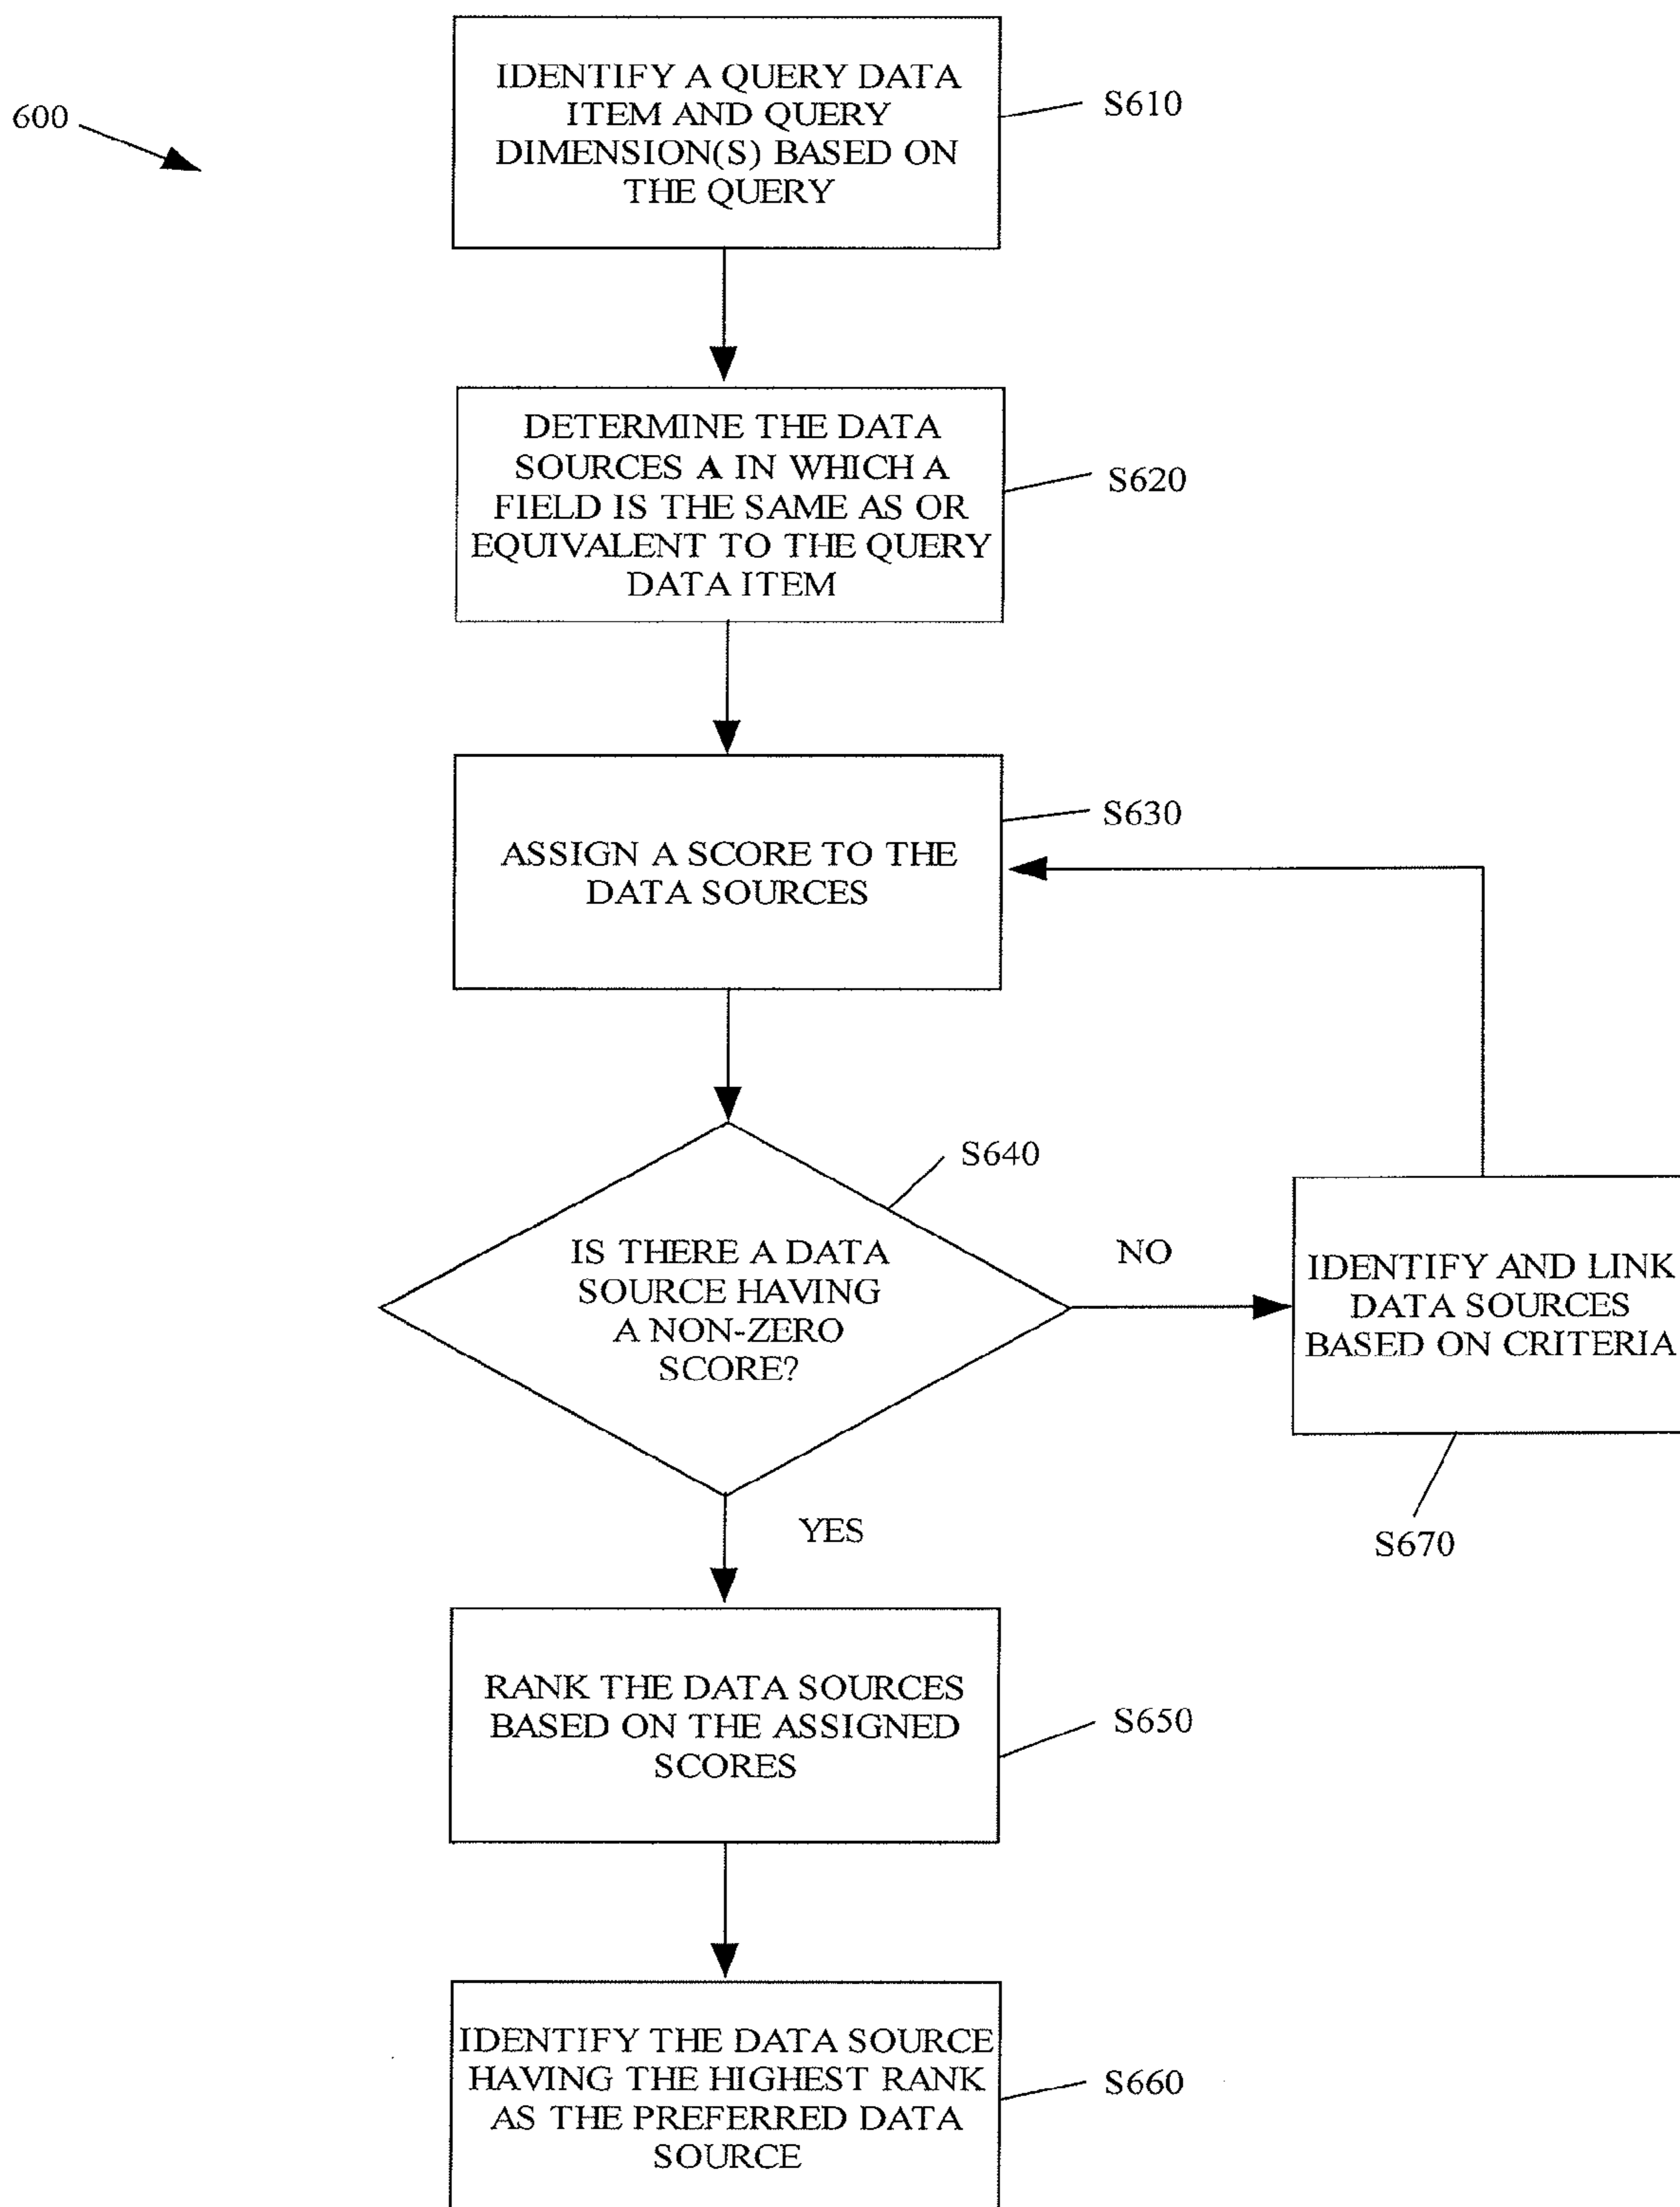 600
IDENTIFY A QUERY DATA
ITEM AND QUERY
DIMENSION(S) BASED ON
THE QUERY
S610
DETERMINE THE DATA
SOURCES A IN WHICH A
FIELD IS THE SAME AS OR
EQUIVALENT TO THE QUERY
DATA ITEM
S620
ASSIGN A SCORE TO THE
DATA SOURCES
S630
IS THERE A DATA
SOURCE HAVING
A NON-ZERO
SCORE?
S640
NO
IDENTIFY AND LINK
DATA SOURCES
BASED ON CRITERIA
S670
YES
RANK THE DATA SOURCES
BASED ON THE ASSIGNED
SCORES
S650
IDENTIFY THE DATA SOURCE
HAVING THE HIGHEST RANK
AS THE PREFERRED DATA
SOURCE
S660